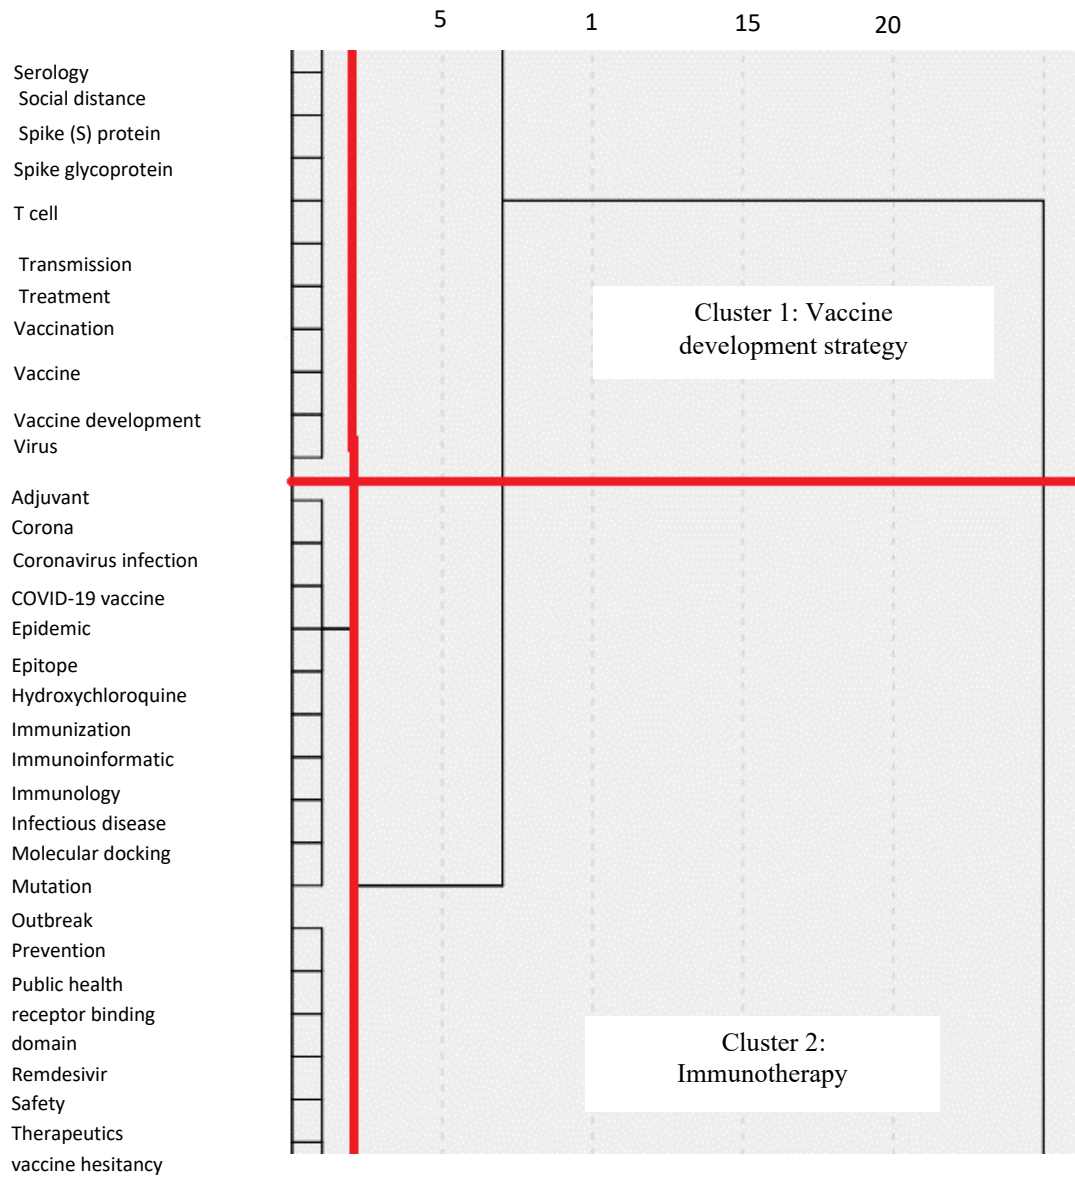 5 1 15 20
Serology
Social distance
Spike (S) protein
Spike glycoprotein
T cell
Transmission
Treatment
Vaccination
Vaccine
Vaccine development
Virus
Cluster 1: Vaccine
development strategy
Adjuvant
Corona
Coronavirus infection
COVID-19 vaccine
Epidemic
Epitope
Hydroxychloroquine
Immunization
Immunoinformatic
Immunology
Infectious disease
Molecular docking
Mutation
Outbreak
Prevention
Public health
receptor binding
domain
Remdesivir
Safety
Therapeutics
vaccine hesitancy
Cluster 2:
Immunotherapy